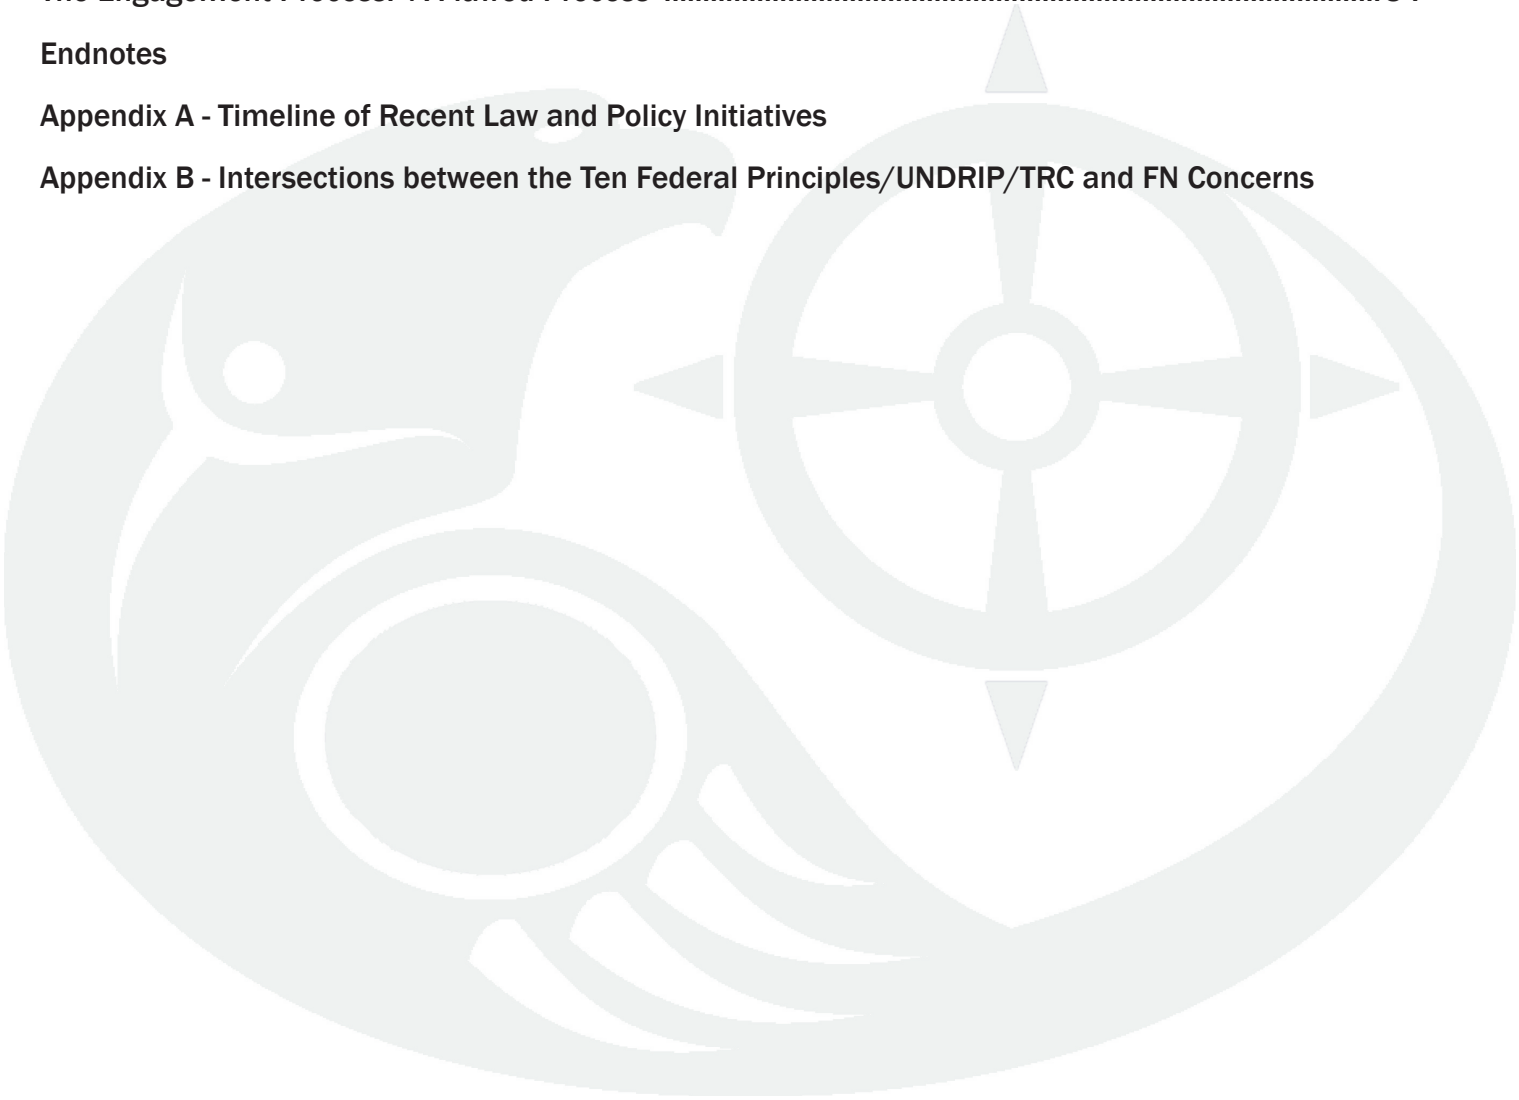 Endnotes
Appendix A - Timeline of Recent Law and Policy Initiatives
Appendix B - Intersections between the Ten Federal Principles/UNDRIP/TRC and FN Concerns